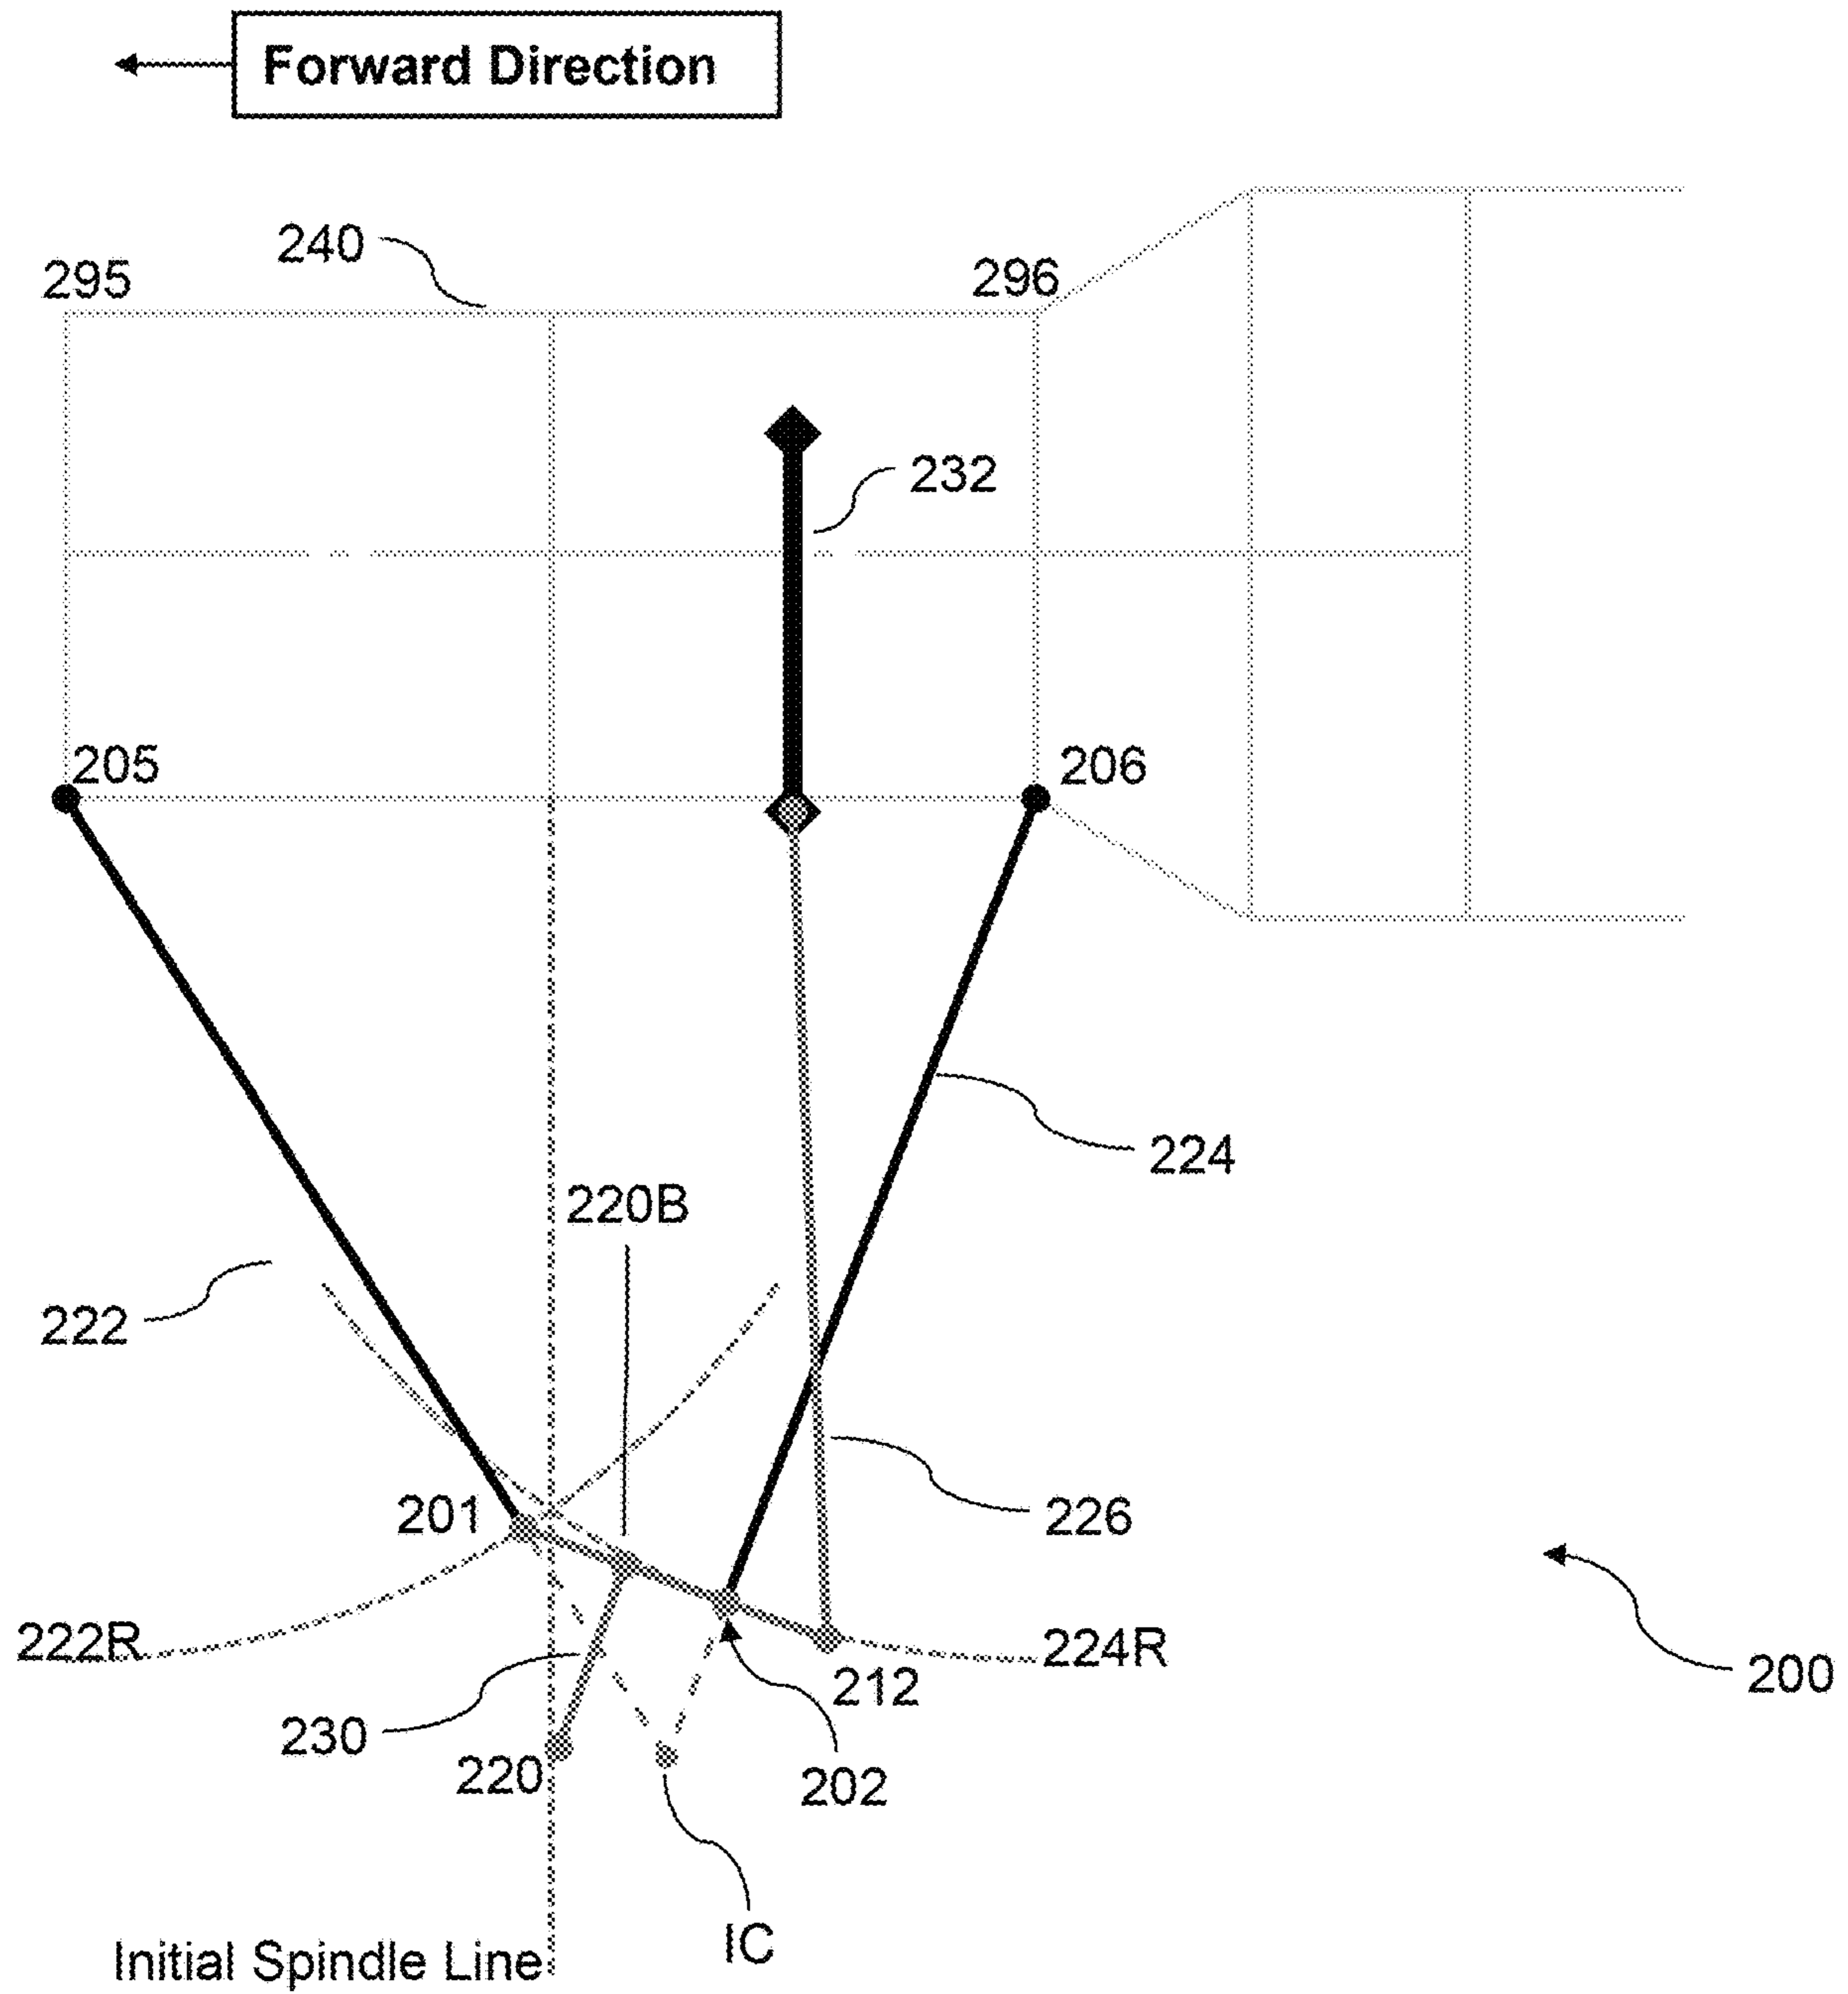 Forward Direction
240
295
296
232
205
206
224
220B
222
201
226
222R
224R
212
200
230
220
202
IC
Initial Spindle Line